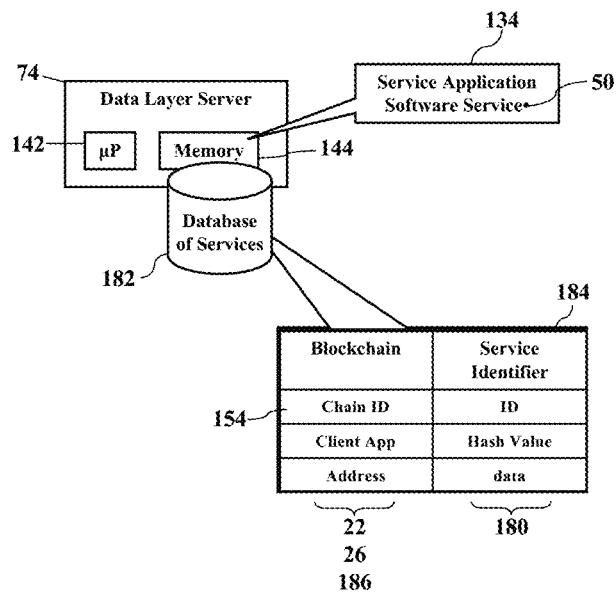 134
74
Data Layer Server
Service Application
Software Service
50
142
µP
Memory
144
Database
of Services
182
184
Blockchain
Service
Identifier
154
Chain ID
ID
Client App
Hash Value
Address
data
22
180
26
186